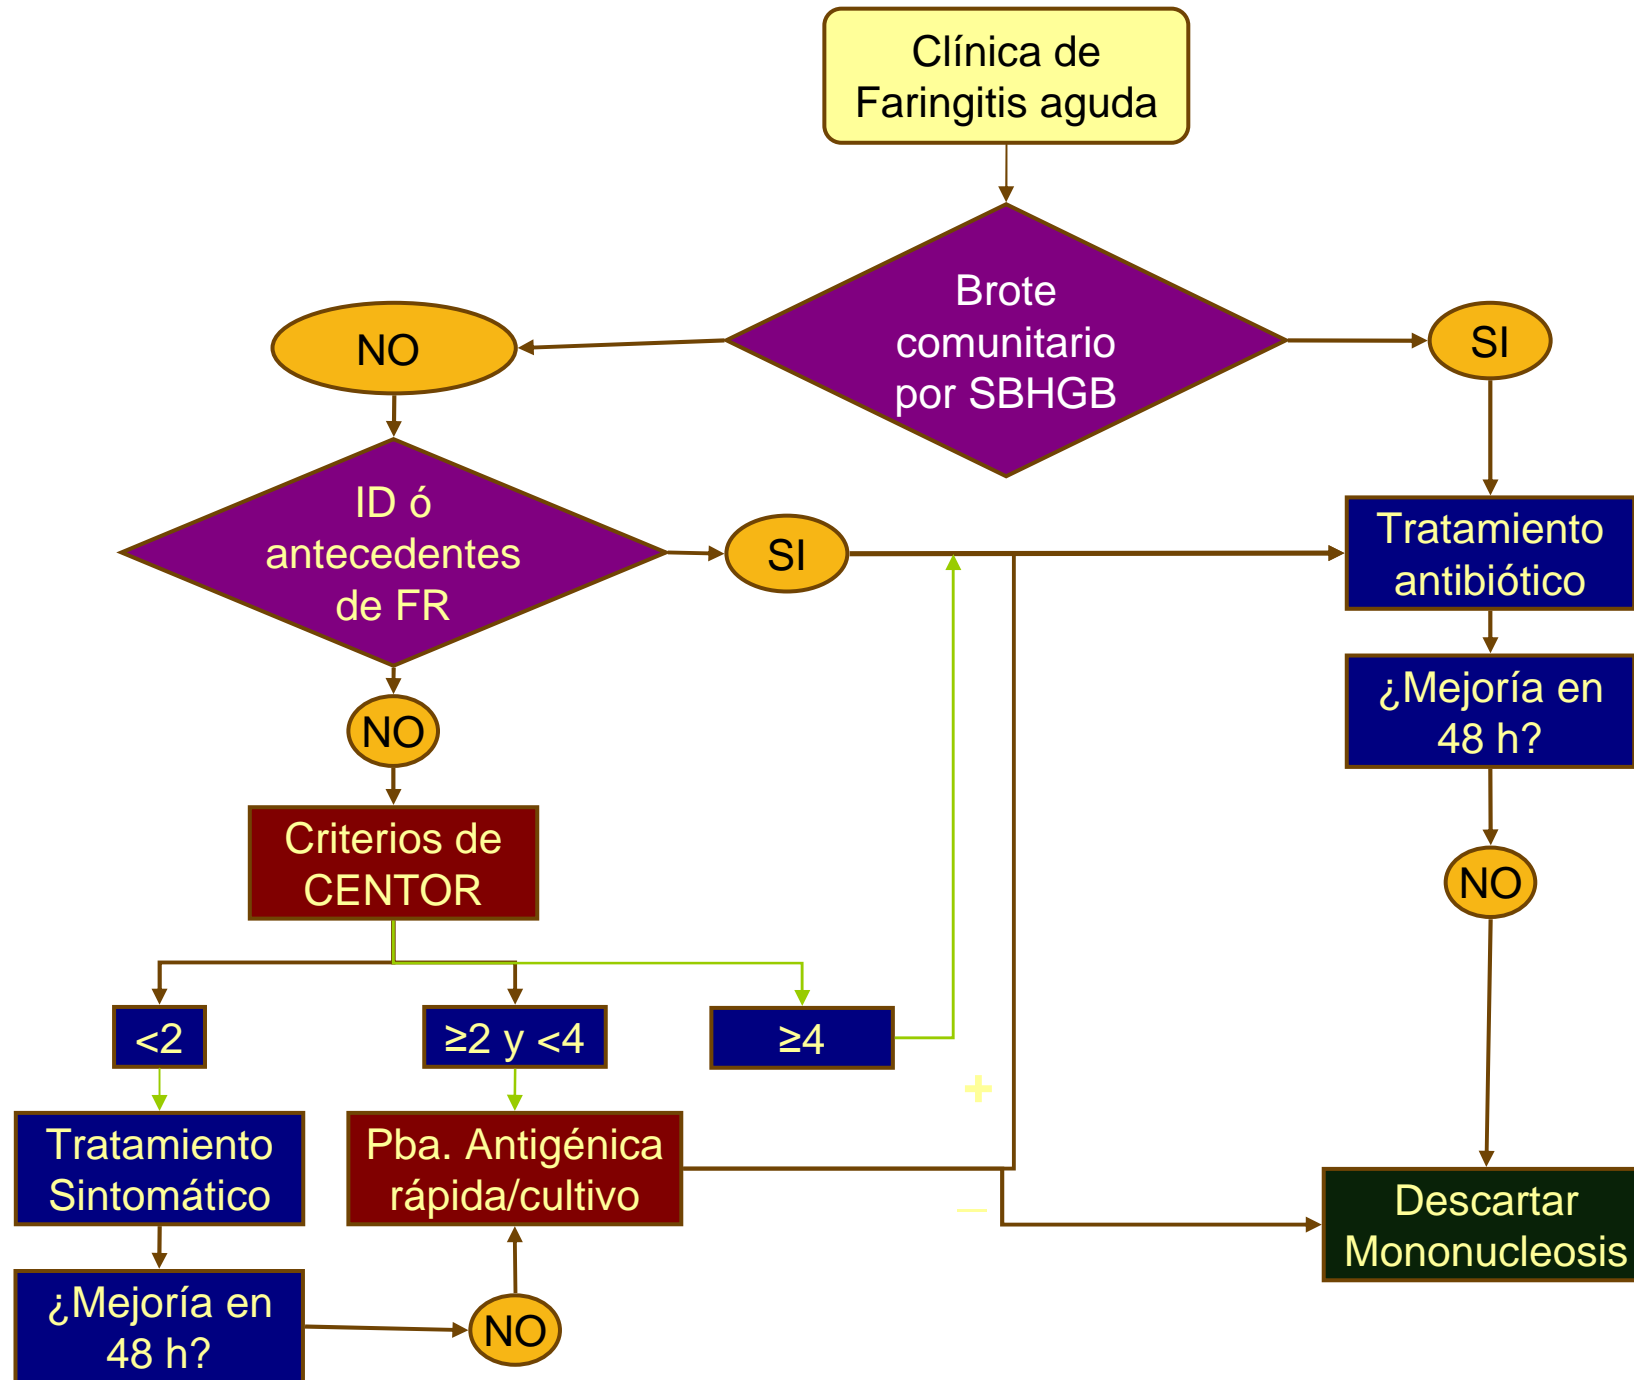 Clínica de
Faringitis aguda
Brote
comunitario
por SBHGB
NO
SI
ID ó
antecedentes
de FR
SI
Tratamiento
antibiótico
¿Mejoría en
48 h?
NO
Criterios de
CENTOR
NO
<2
≥2 y <4
≥4
+
Tratamiento
Sintomático
Pba. Antigénica
rápida/cultivo
–
Descartar
Mononucleosis
¿Mejoría en
48 h?
NO